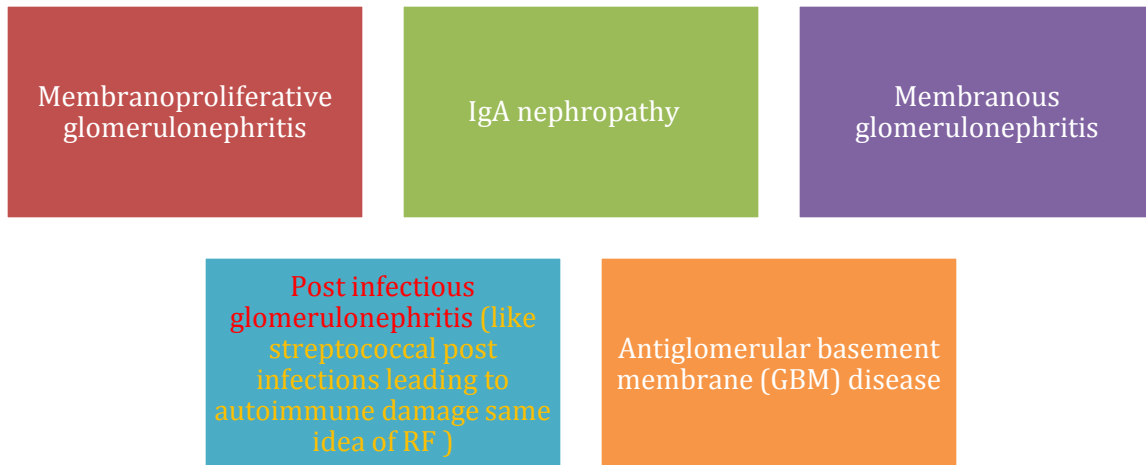 Membranoproliferative
glomerulonephritis
IgA nephropathy
Membranous
glomerulonephritis
Post infectious
glomerulonephritis (like
streptococcal post
infections leading to
autoimmune damage same
idea of RF )
Antiglomerular basement
membrane (GBM) disease